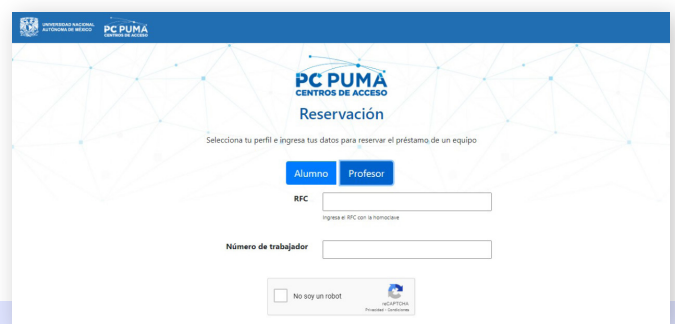 UNIVERSIDAD NACIONAL
AUTÓNOMA DE MÉXICO
PC PUMA
CENTROS DE ACCESO
PC PUMA
CENTROS DE ACCESO
Reservación
Selecciona tu perfil e ingresa tus datos para reservar el préstamo de un equipo
Alumno Profesor
RFC
Ingresa el RFC con la homoclave
Número de trabajador
No soy un robot
reCAPTCHA
Privacidad - Condiciones